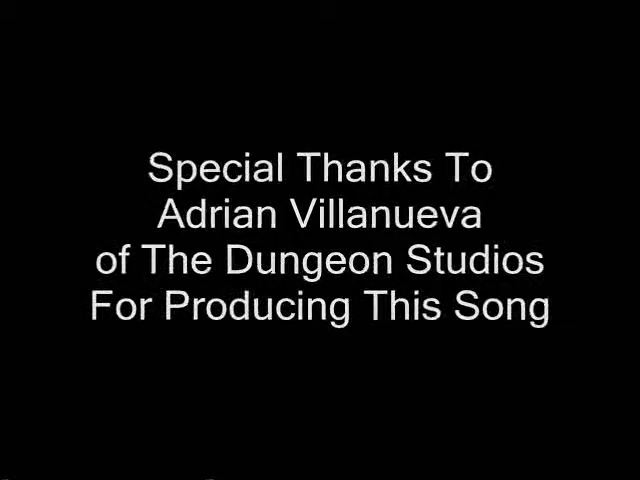 Special Thanks To
Adrian Villanueva
of The Dungeon Studios
For Producing This Song